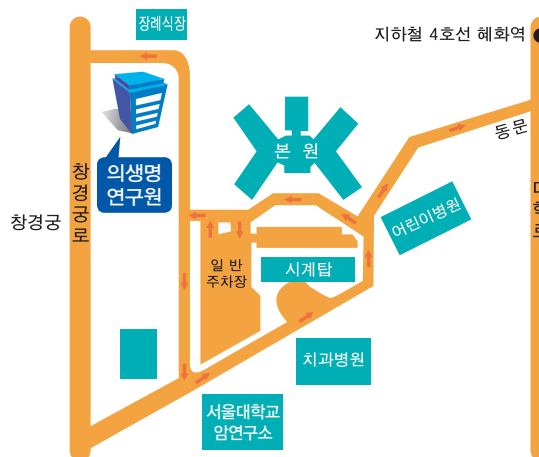 장례식장
지하철 4호선 혜화역
동문
본 원
의생명
연구원
창경궁로
창경궁
어린이병원
일 반
주차장
시계탑
치과병원
서울대학교
암연구소